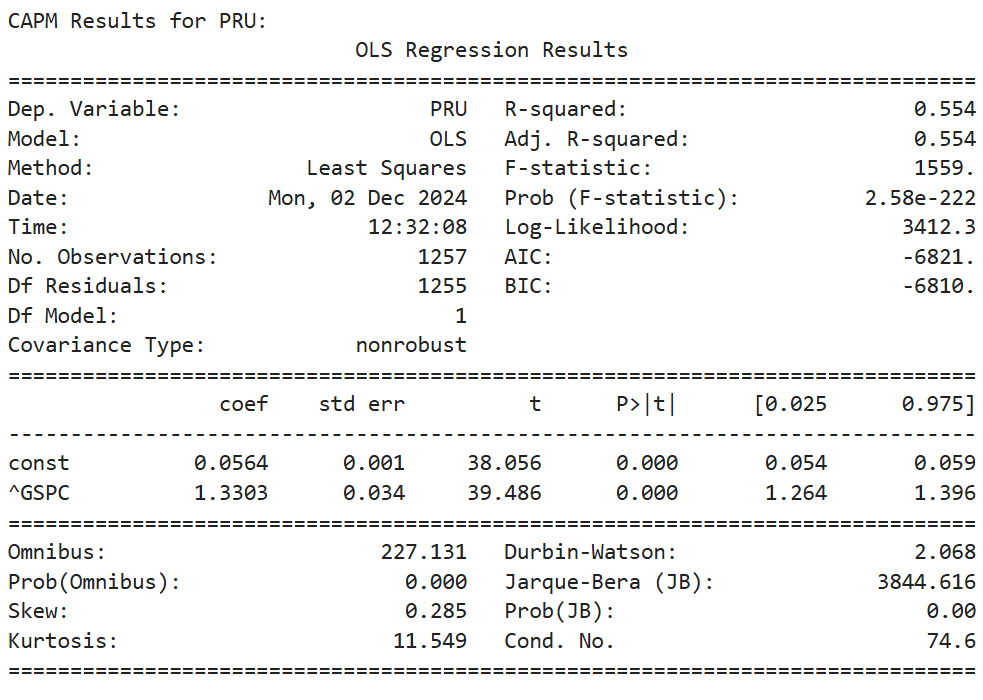 CAPM Results for PRU:
                            OLS Regression Results
==============================================================================
Dep. Variable:                    PRU   R-squared:                       0.554
Model:                            OLS   Adj. R-squared:                  0.554
Method:                 Least Squares   F-statistic:                     1559.
Date:                Mon, 02 Dec 2024   Prob (F-statistic):          2.58e-222
Time:                        12:32:08   Log-Likelihood:                 3412.3
No. Observations:                1257   AIC:                            -6821.
Df Residuals:                    1255   BIC:                            -6810.
Df Model:                           1
Covariance Type:            nonrobust
==============================================================================
                 coef    std err          t      P>|t|      [0.025      0.975]
------------------------------------------------------------------------------
const          0.0564      0.001     38.056      0.000       0.054       0.059
^GSPC          1.3303      0.034     39.486      0.000       1.264       1.396
==============================================================================
Omnibus:                      227.131   Durbin-Watson:                   2.068
Prob(Omnibus):                  0.000   Jarque-Bera (JB):             3844.616
Skew:                           0.285   Prob(JB):                         0.00
Kurtosis:                      11.549   Cond. No.                         74.6
==============================================================================